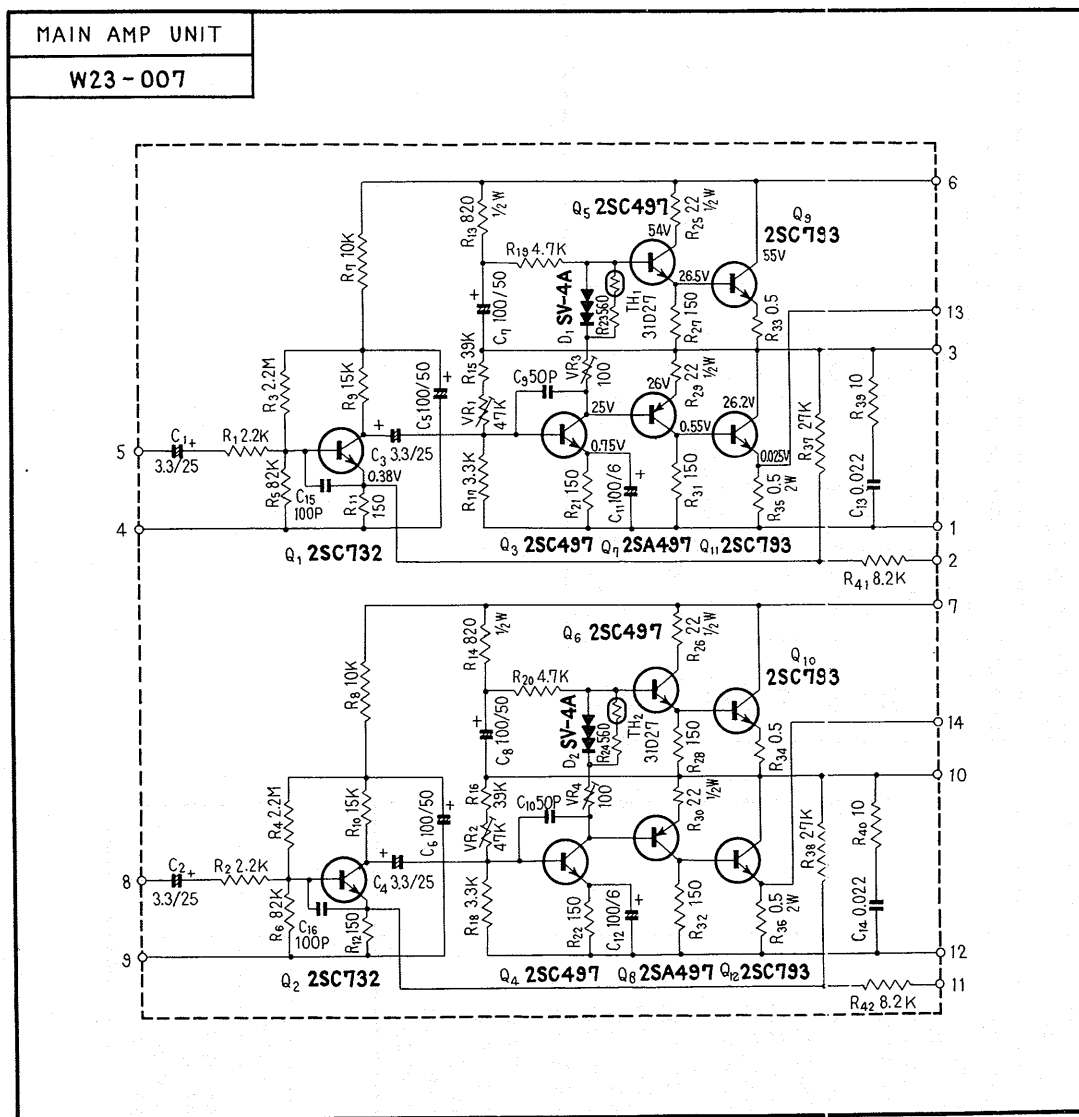 MAIN AMP UNIT
W23-007
6
R13 820
½W
Q5 2SC497
R25 22
½W
Q9
2SC793
R7 10K
54V
55V
R19 4.7K
C7 100/50
D1 SV-4A
R23 560
TH1
31D27
26.5V
R27 150
R33 0.5
13
3
R3 2.2M
R9 15K
C5 100/50
R15 39K
VR1
47K
C9 50P
VR3
100
R29 22
½W
26V
26.2V
R37 27K
R39 10
25V
5
C1
3.3/25
R1 2.2K
C3
3.3/25
0.75V
0.55V
0.025V
R5 82K
C15
100P
0.38V
R11
150
R17 3.3K
R21 150
C11 100/6
R31 150
R35 0.5
2W
C13 0.022
4
1
Q1 2SC732
Q3 2SC497
Q7 2SA497
Q11 2SC793
2
R41 8.2K
7
R14 820
½W
Q6 2SC497
R26 22
½W
Q10
2SC793
R8 10K
R20 4.7K
C8 100/50
D2 SV-4A
R24 560
TH2
31D27
R28 150
R34 0.5
14
10
R4 2.2M
R10 15K
C6 100/50
R16
39K
VR2
47K
C10 50P
VR4
100
R30 22
½W
R38 27K
R40 10
8
C2
3.3/25
R2 2.2K
C4 3.3/25
R6 82K
C16
100P
R12 150
R18 3.3K
R22 150
C12 100/6
R32 150
R36 0.5
2W
C14 0.022
9
12
Q2 2SC732
Q4 2SC497
Q8 2SA497
Q12 2SC793
11
R42 8.2K